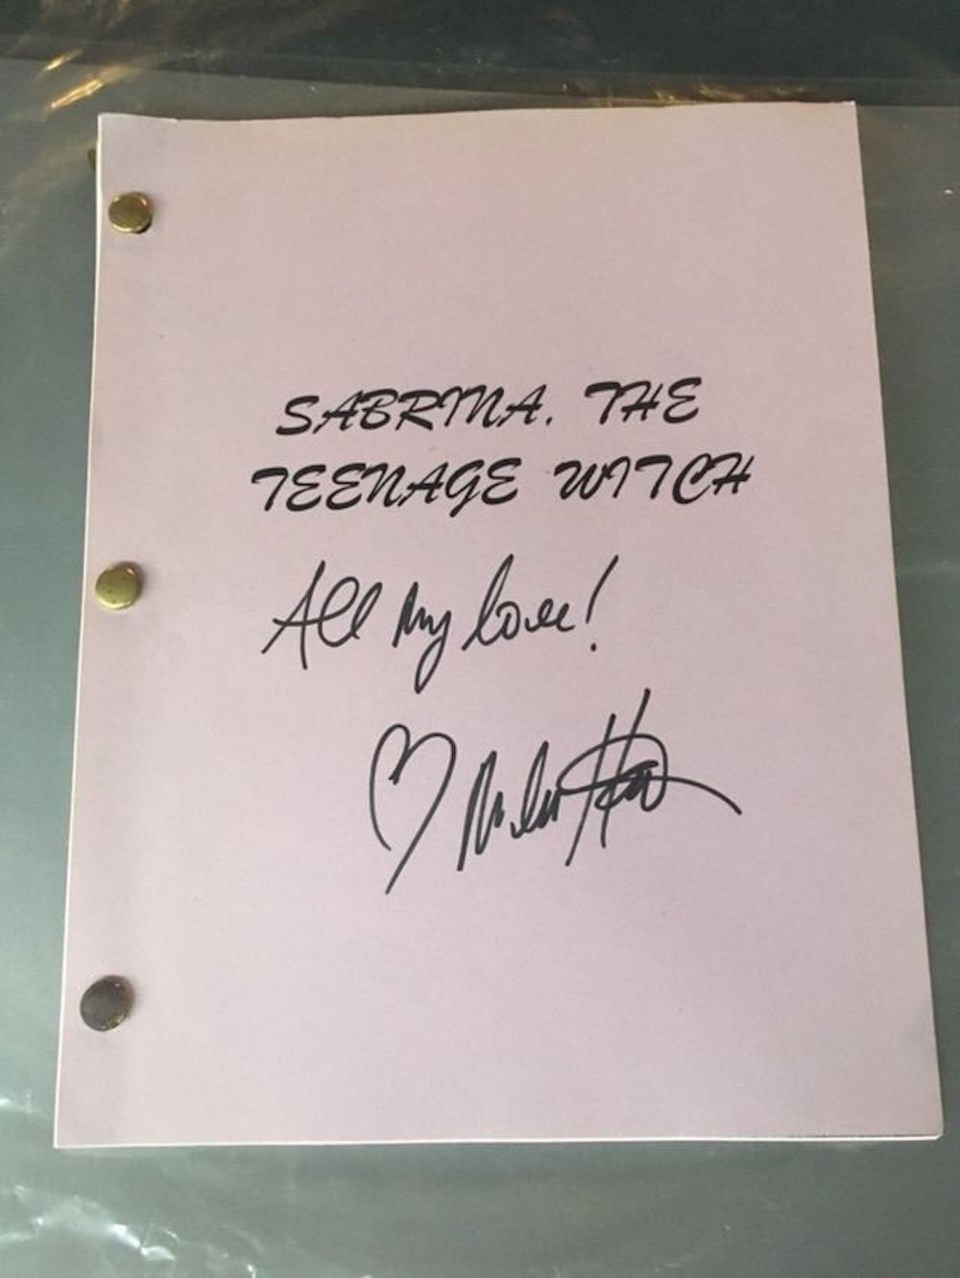 SABRINA, THE
TEENAGE WITCH
All my love!